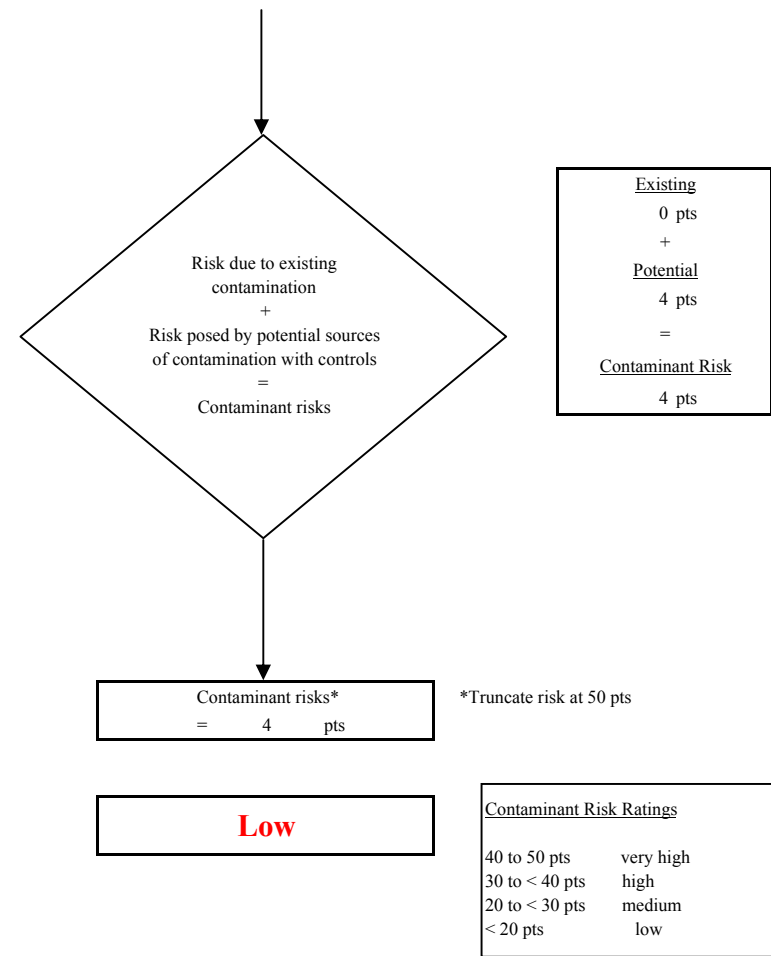 Risk due to existing
contamination
+
Risk posed by potential sources
of contamination with controls
=
Contaminant risks
Existing
0 pts
+
Potential
4 pts
=
Contaminant Risk
4 pts
Contaminant risks*
= 4 pts
*Truncate risk at 50 pts
Low
Contaminant Risk Ratings
40 to 50 pts very high
30 to < 40 pts high
20 to < 30 pts medium
< 20 pts low